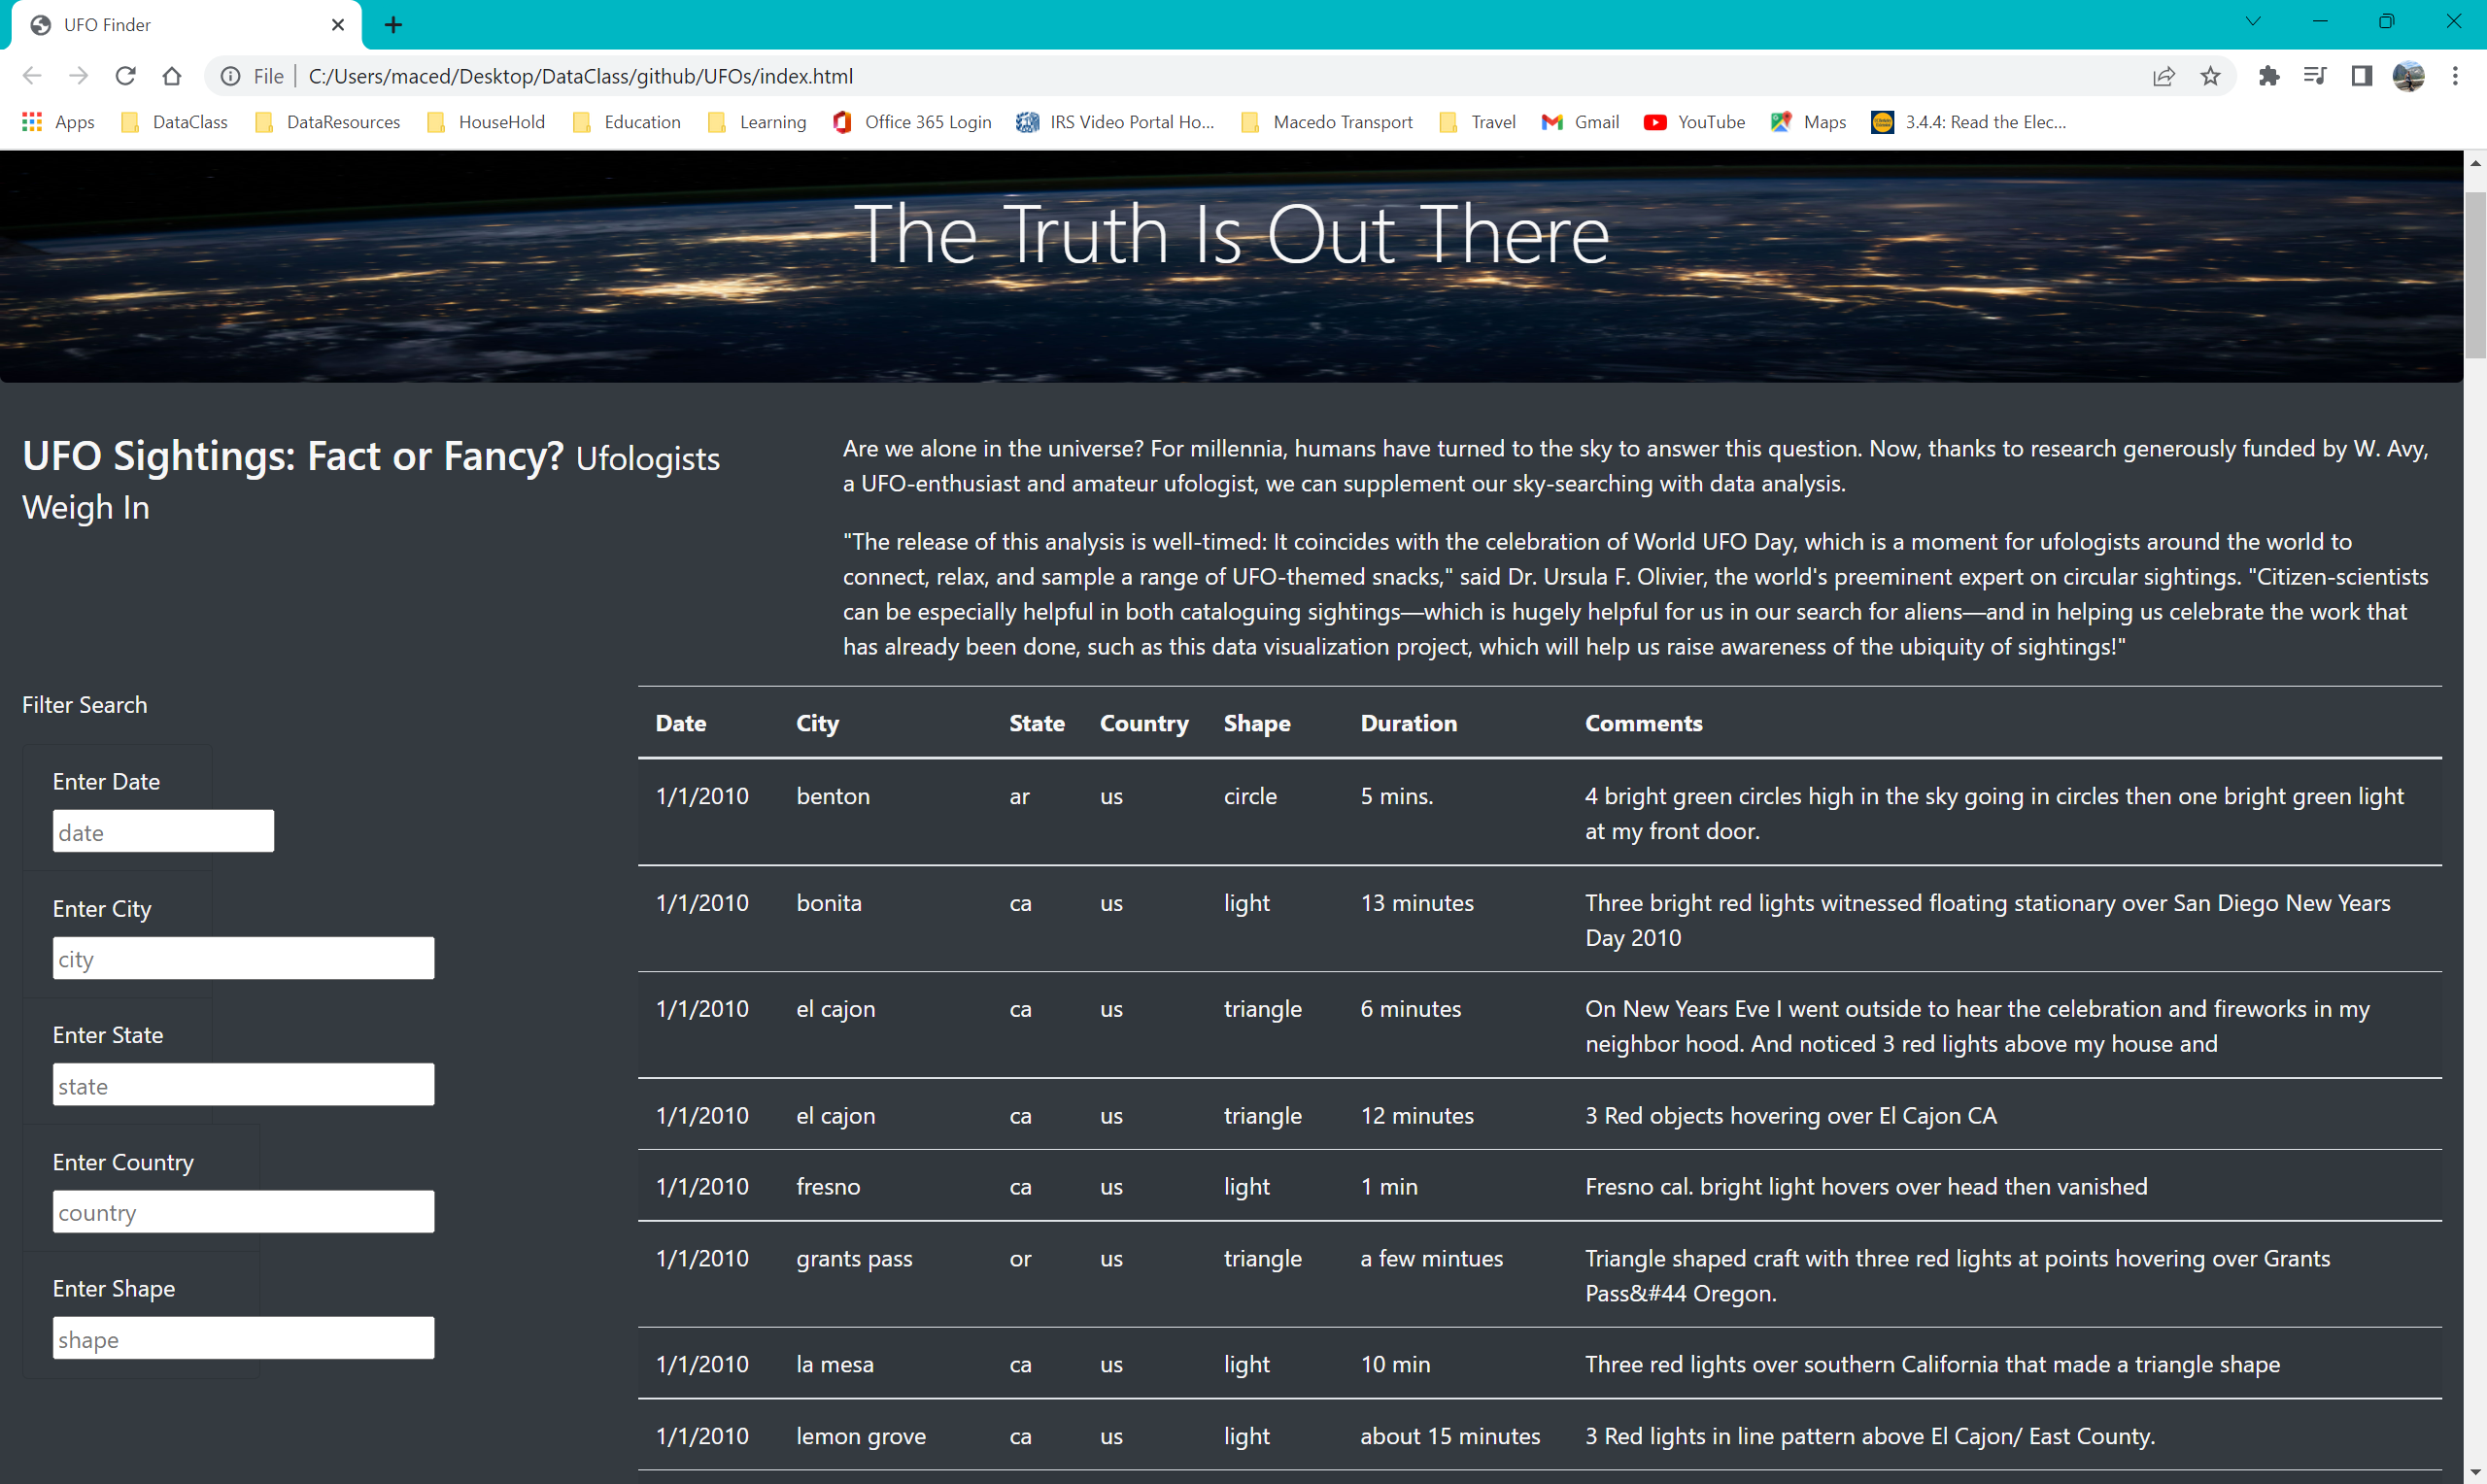 UFO Finder
File | C:/Users/maced/Desktop/DataClass/github/UFOs/index.html
Apps DataClass DataResources HouseHold Education Learning Office 365 Login IRS Video Portal Ho... Macedo Transport Travel Gmail YouTube Maps 3.4.4: Read the Elec...
The Truth Is Out There
UFO Sightings: Fact or Fancy? Ufologists
Weigh In
Are we alone in the universe? For millennia, humans have turned to the sky to answer this question. Now, thanks to research generously funded by W. Avy,
a UFO-enthusiast and amateur ufologist, we can supplement our sky-searching with data analysis.
"The release of this analysis is well-timed: It coincides with the celebration of World UFO Day, which is a moment for ufologists around the world to
connect, relax, and sample a range of UFO-themed snacks," said Dr. Ursula F. Olivier, the world's preeminent expert on circular sightings. "Citizen-scientists
can be especially helpful in both cataloguing sightings—which is hugely helpful for us in our search for aliens—and in helping us celebrate the work that
has already been done, such as this data visualization project, which will help us raise awareness of the ubiquity of sightings!"
Filter Search
Enter Date
date
Enter City
city
Enter State
state
Enter Country
country
Enter Shape
shape
Date City State Country Shape Duration Comments
1/1/2010 benton ar us circle 5 mins. 4 bright green circles high in the sky going in circles then one bright green light
at my front door.
1/1/2010 bonita ca us light 13 minutes Three bright red lights witnessed floating stationary over San Diego New Years
Day 2010
1/1/2010 el cajon ca us triangle 6 minutes On New Years Eve I went outside to hear the celebration and fireworks in my
neighbor hood. And noticed 3 red lights above my house and
1/1/2010 el cajon ca us triangle 12 minutes 3 Red objects hovering over El Cajon CA
1/1/2010 fresno ca us light 1 min Fresno cal. bright light hovers over head then vanished
1/1/2010 grants pass or us triangle a few mintues Triangle shaped craft with three red lights at points hovering over Grants
Pass&#44 Oregon.
1/1/2010 la mesa ca us light 10 min Three red lights over southern California that made a triangle shape
1/1/2010 lemon grove ca us light about 15 minutes 3 Red lights in line pattern above El Cajon/ East County.